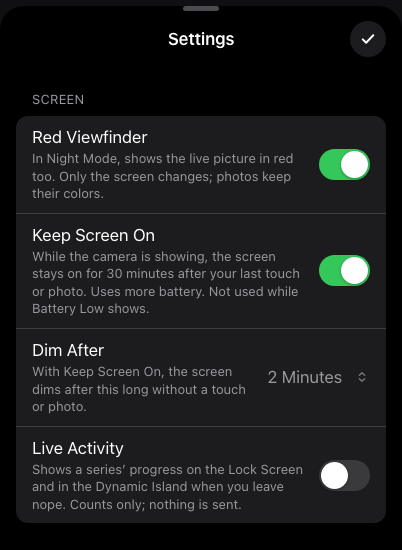 Settings
SCREEN
Red Viewfinder
In Night Mode, shows the live picture in red
too. Only the screen changes; photos keep
their colors.
Keep Screen On
While the camera is showing, the screen
stays on for 30 minutes after your last touch
or photo. Uses more battery. Not used while
Battery Low shows.
Dim After
With Keep Screen On, the screen
dims after this long without a touch
or photo.
2 Minutes
Live Activity
Shows a series’ progress on the Lock Screen
and in the Dynamic Island when you leave
nope. Counts only; nothing is sent.